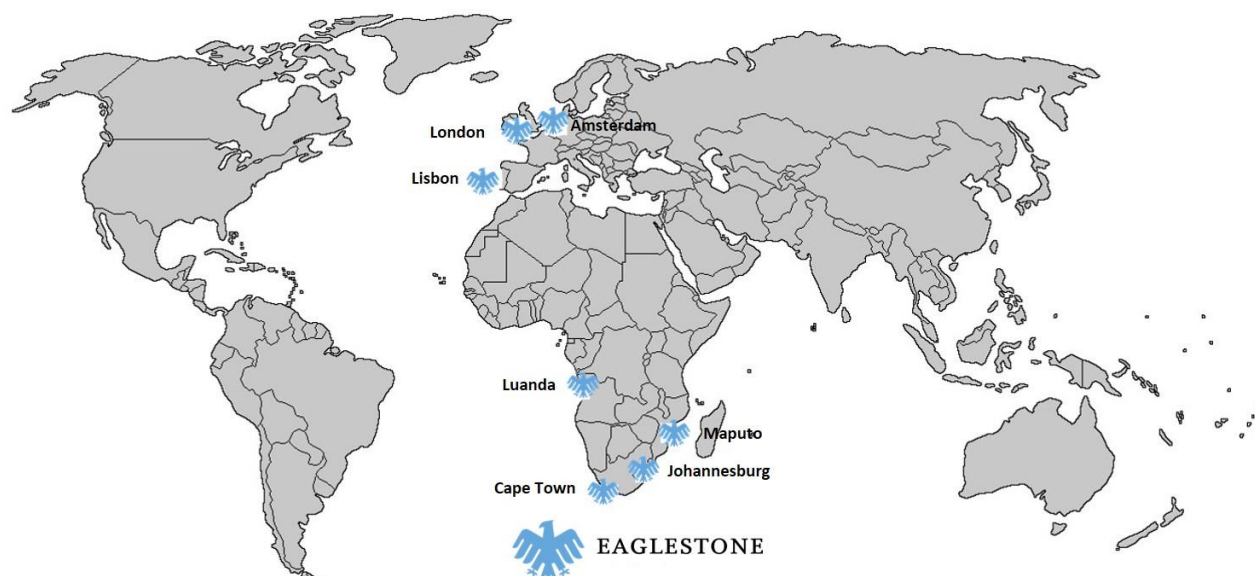 London
Amsterdam
Lisbon
Luanda
Maputo
Johannesburg
Cape Town
EAGLESTONE